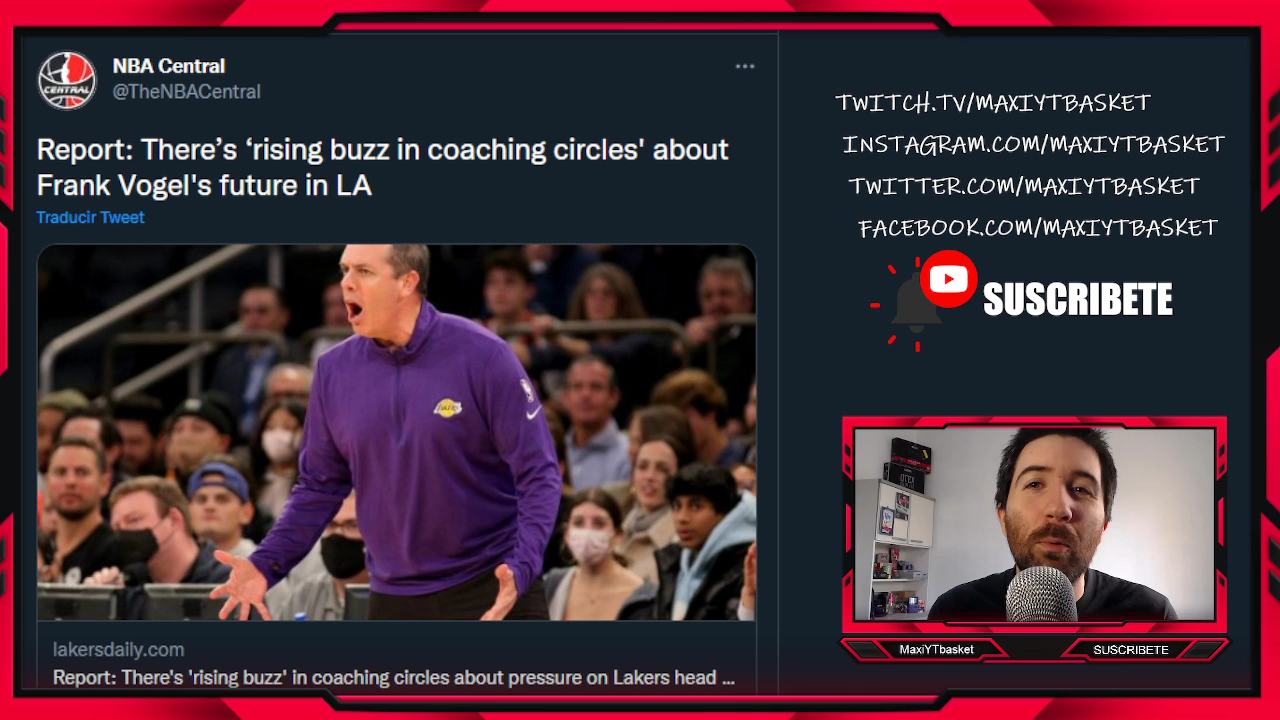 NBA Central
@TheNBACentral
Report: There's ‘rising buzz in coaching circles' about
Frank Vogel's future in LA
Traducir Tweet
lakersdaily.com
Report: There's 'rising buzz' in coaching circles about pressure on Lakers head ...
TWITCH.TV/MAXIYTBASKET
INSTAGRAM.COM/MAXIYTBASKET
TWITTER.COM/MAXIYTBASKET
FACEBOOK.COM/MAXIYTBASKET
SUSCRIBETE
MaxiYTbasket
SUSCRIBETE
CENTRAL
LAKERS